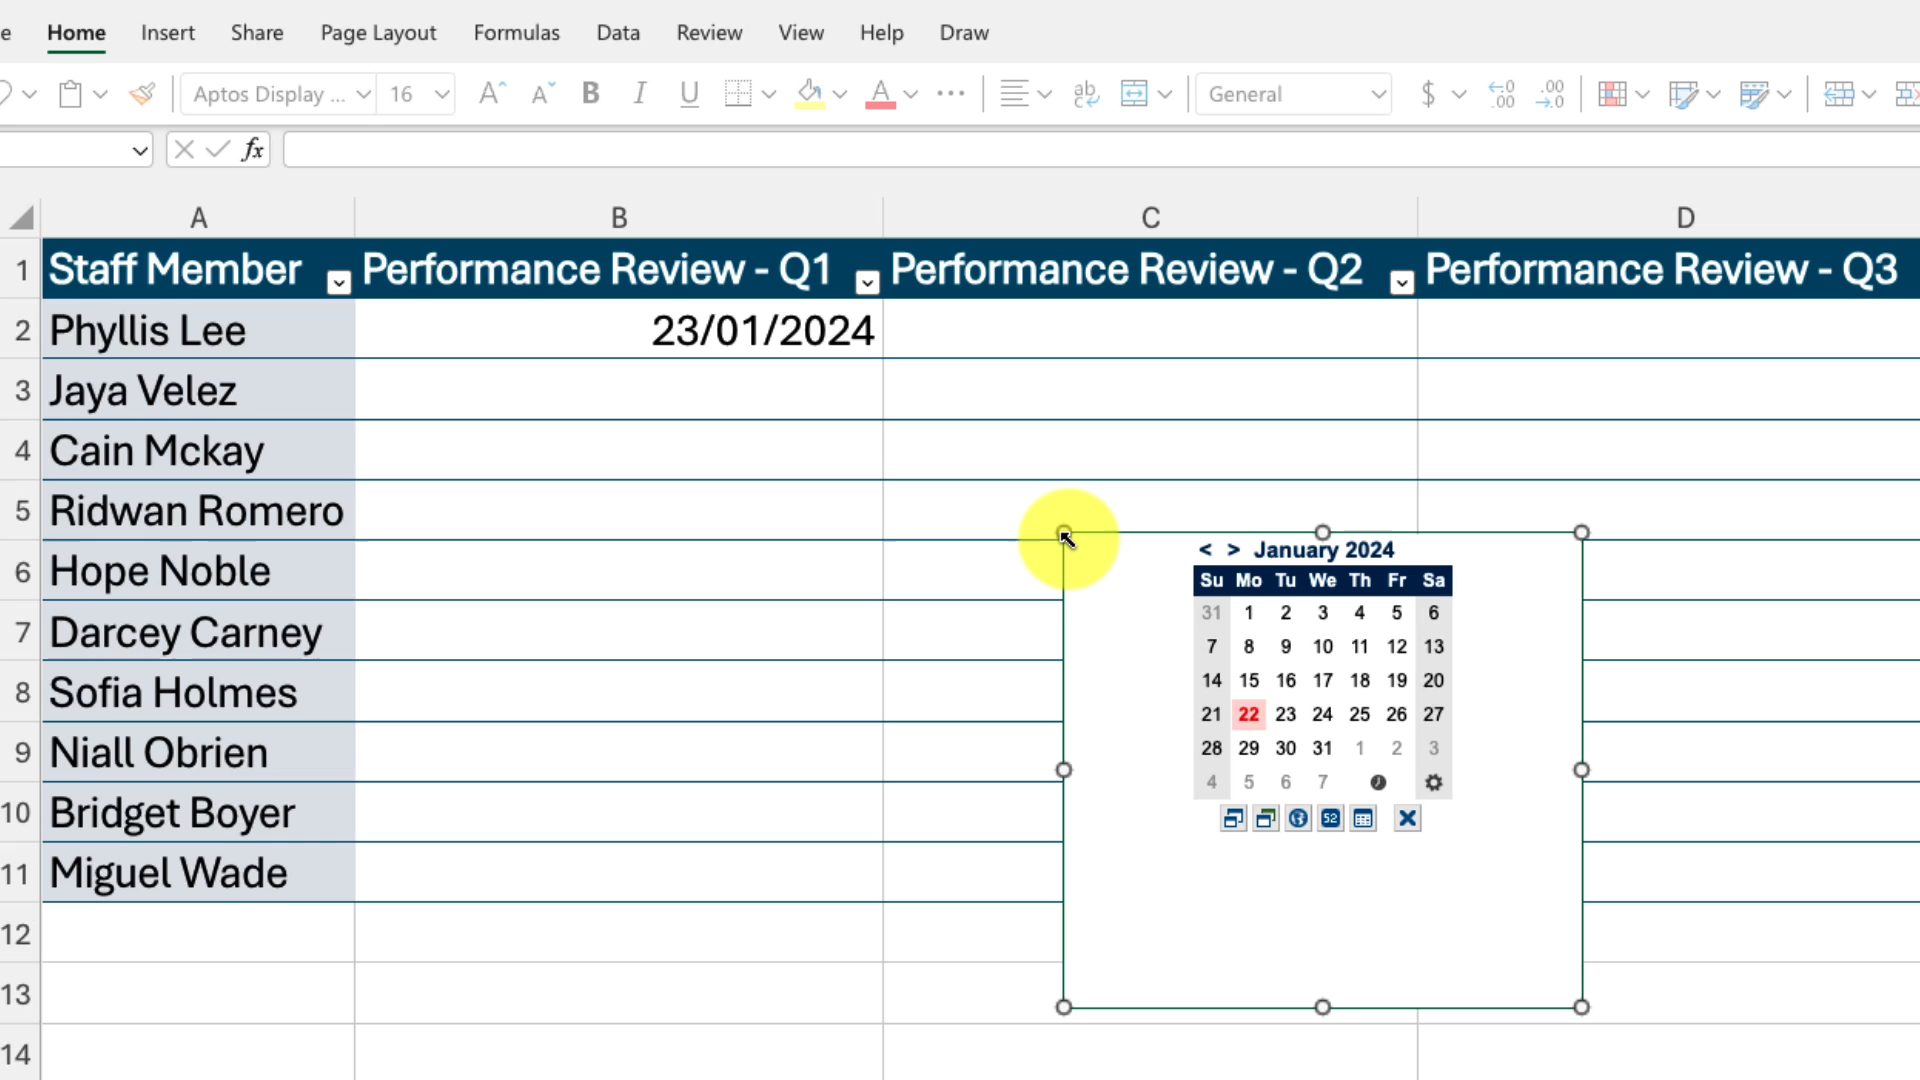 e Home Insert Share Page Layout Formulas Data Review View Help Draw
Aptos Display ... 16 A A B I U A ab General $ .00 .00
fx
A B C D
1 Staff Member Performance Review - Q1 Performance Review - Q2 Performance Review - Q3
2 Phyllis Lee 23/01/2024
3 Jaya Velez
4 Cain Mckay
5 Ridwan Romero
6 Hope Noble
7 Darcey Carney
8 Sofia Holmes
9 Niall Obrien
10 Bridget Boyer
11 Miguel Wade
12
13
14
< > January 2024
Su Mo Tu We Th Fr Sa
31 1 2 3 4 5 6
7 8 9 10 11 12 13
14 15 16 17 18 19 20
21 22 23 24 25 26 27
28 29 30 31 1 2 3
4 5 6 7
52